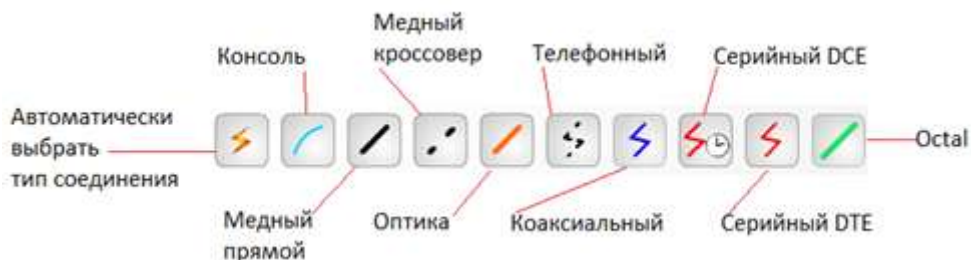 Консоль
Медный
кроссовер
Телефонный
Серийный DCE
Автоматически
выбрать
тип соединения
Octal
Медный
прямой
Оптика
Коаксиальный
Серийный DTE